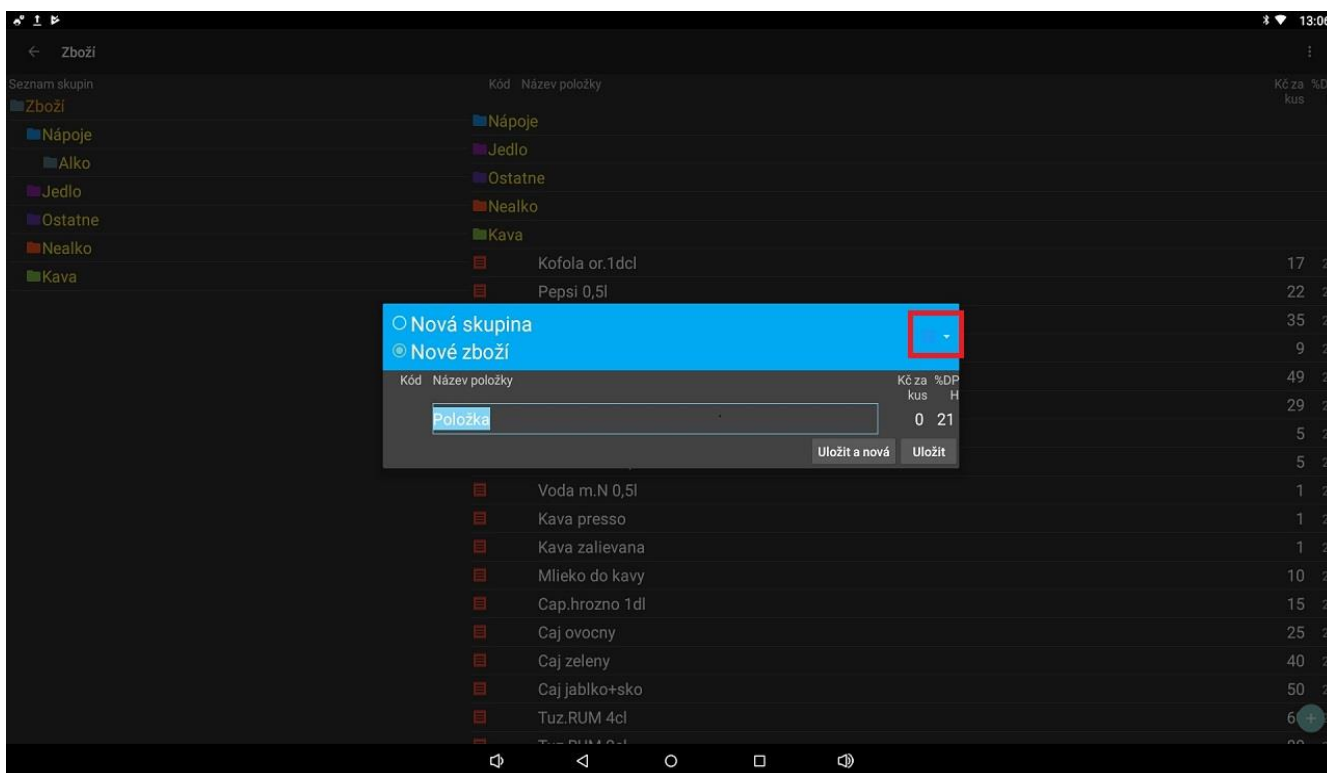 13:06
Zboží
Seznam skupin
Zboží
Nápoje
Alko
Jedlo
Ostatne
Nealko
Kava
Kód Název položky Kč za kus
Nápoje
Jedlo
Ostatne
Nealko
Kava
Kofola or.1dcl 17
Pepsi 0,5l 22
35
9
49
29
5
5
Nová skupina
Nové zboží
Kód Název položky Kč za kus %DPH
Položka 0 21
Uložit a nová Uložit
Voda m.N 0,5l 1
Kava presso 1
Kava zalievana 1
Mlieko do kavy 10
Cap.hrozno 1dl 15
Caj ovocny 25
Caj zeleny 40
Caj jablko+sko 50
Tuz.RUM 4cl